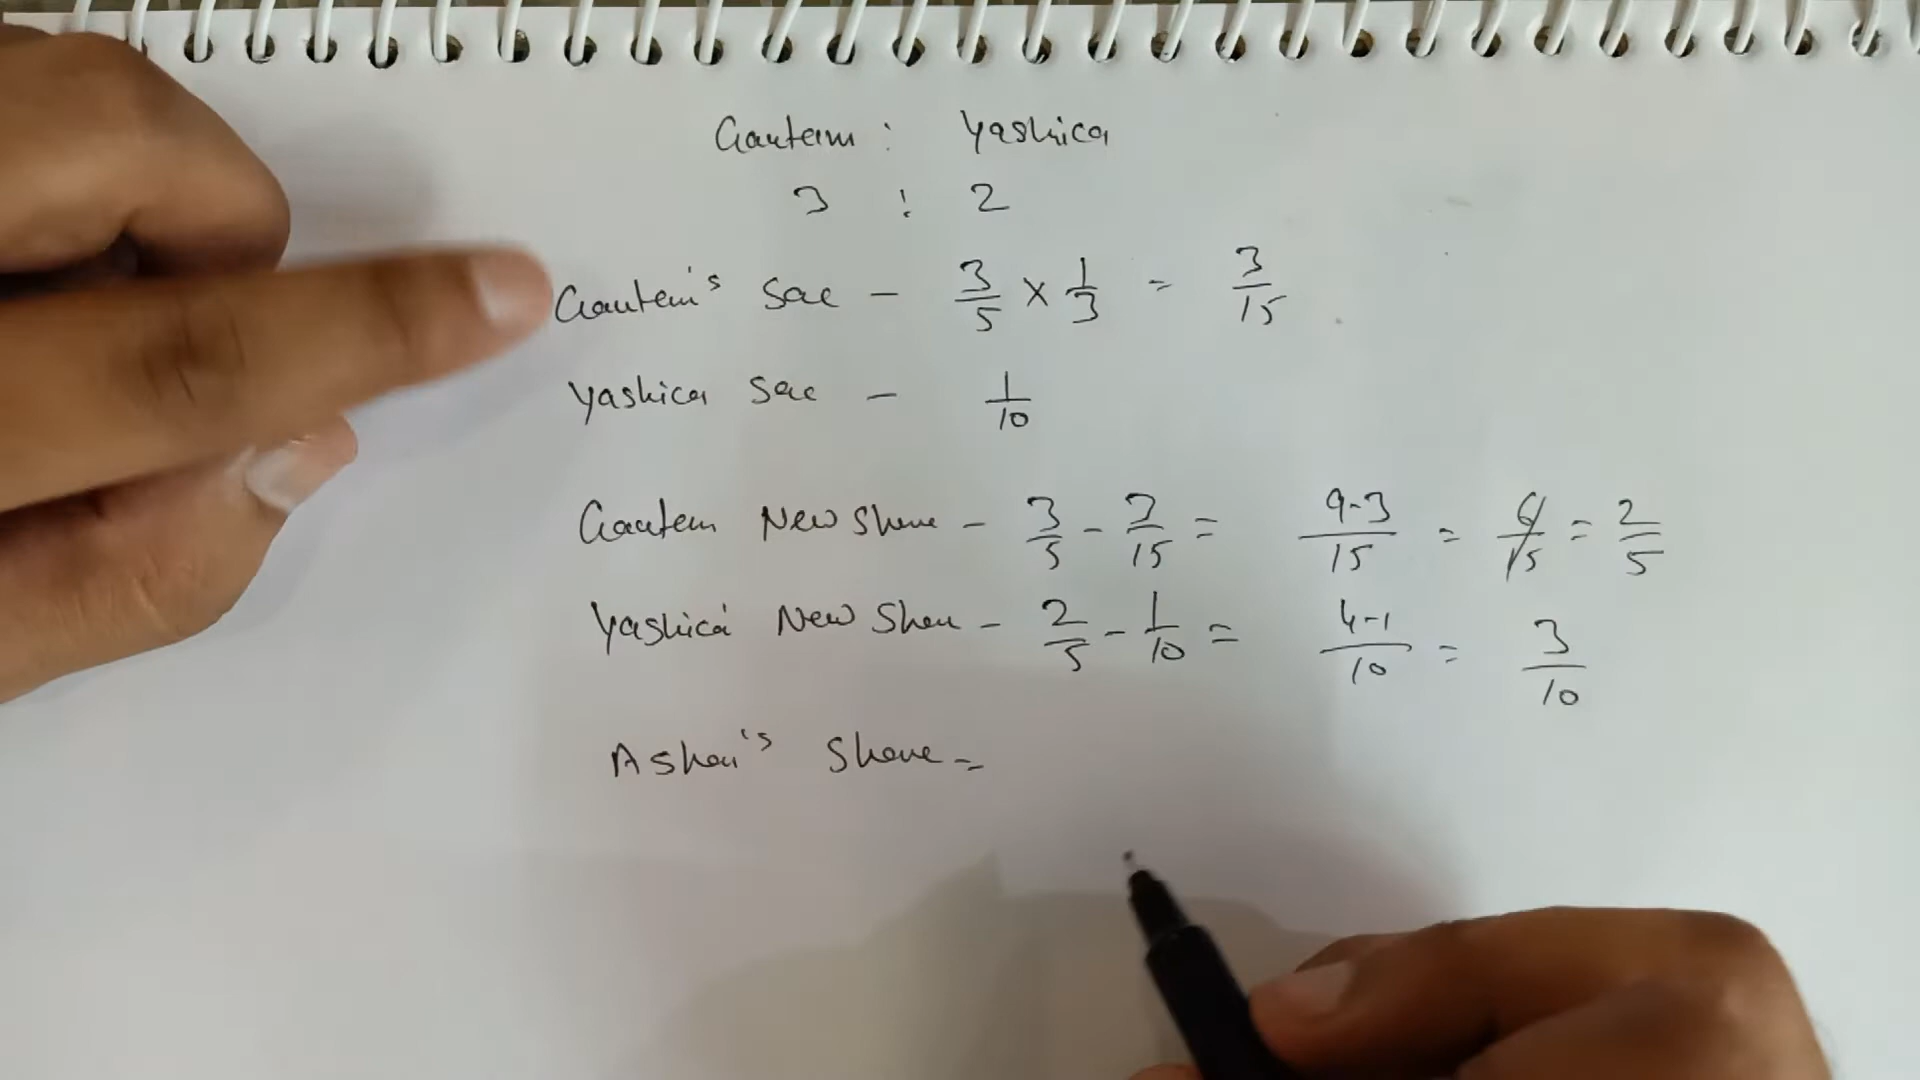 Gautam : Yashica
3 : 2
Gautam's Sac - 3/5 x 1/3 = 3/15
Yashica Sac - 1/10
Gautam New Share - 3/5 - 3/15 = 9-3/15 = 6/15 = 2/5
Yashica' New Share - 2/5 - 1/10 = 4-1/10 = 3/10
Asha's Share =